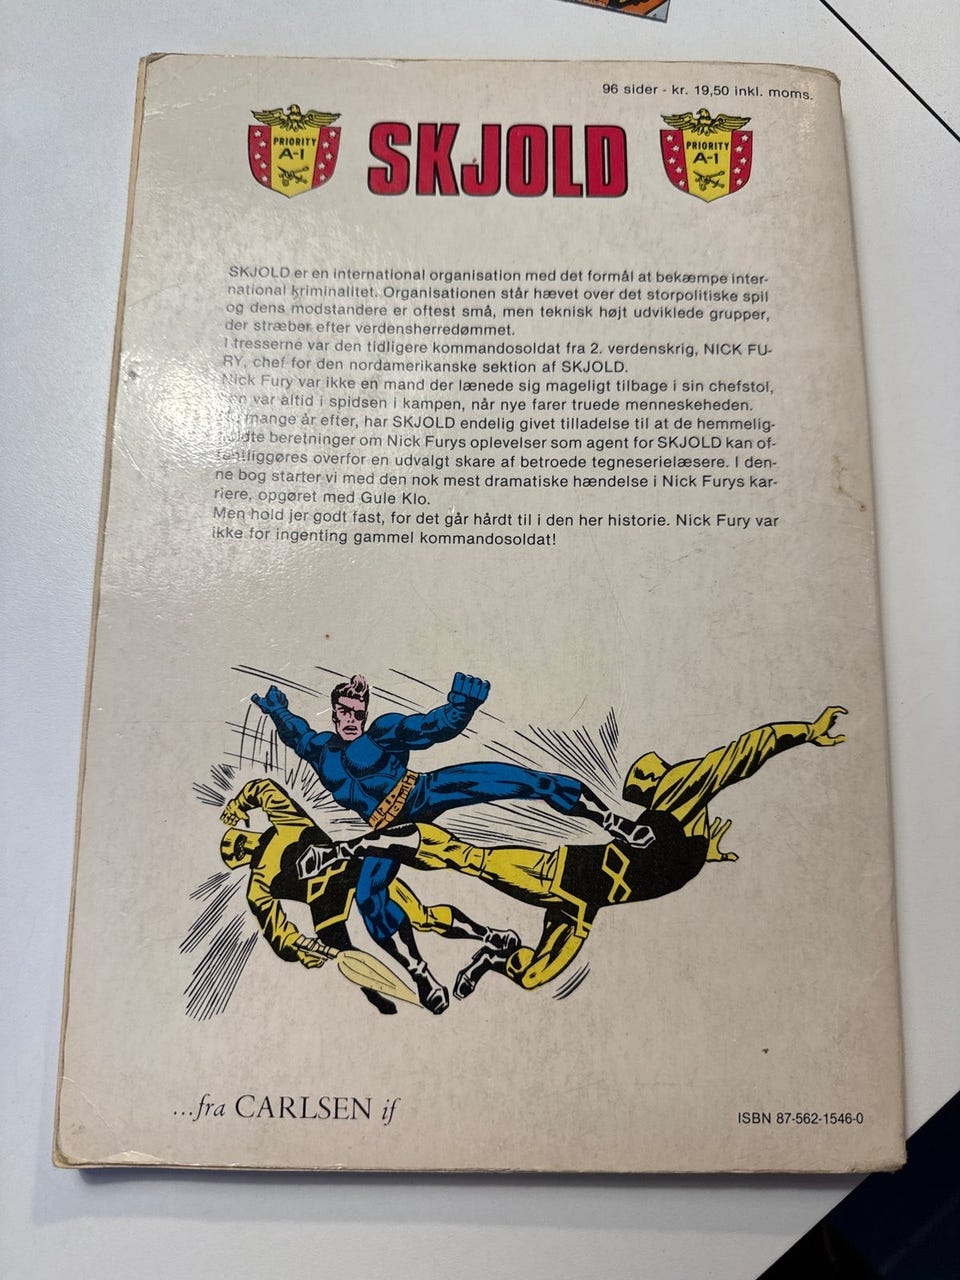 96 sider - kr. 19,50 inkl. moms.
PRIORITY
A-1
SKJOLD
PRIORITY
A-1
SKJOLD er en international organisation med det formål at bekæmpe inter-
national kriminalitet. Organisationen står hævet over det storpolitiske spil
og dens modstandere er oftest små, men teknisk højt udviklede grupper,
der stræber efter verdensherredømmet.
I tresserne var den tidligere kommandosoldat fra 2. verdenskrig, NICK FU-
RY, chef for den nordamerikanske sektion af SKJOLD.
Nick Fury var ikke en mand der lænede sig mageligt tilbage i sin chefstol,
var altid i spidsen i kampen, når nye farer truede menneskeheden.
mange år efter, har SKJOLD endelig givet tilladelse til at de hemmelig-
holdte beretninger om Nick Furys oplevelser som agent for SKJOLD kan of-
fentliggøres overfor en udvalgt skare af betroede tegneserielæsere. I den-
ne bog starter vi med den nok mest dramatiske hændelse i Nick Furys kar-
riere, opgøret med Gule Klo.
Men hold jer godt fast, for det går hårdt til i den her historie. Nick Fury var
ikke for ingenting gammel kommandosoldat!
...fra CARLSEN if
ISBN 87-562-1546-0